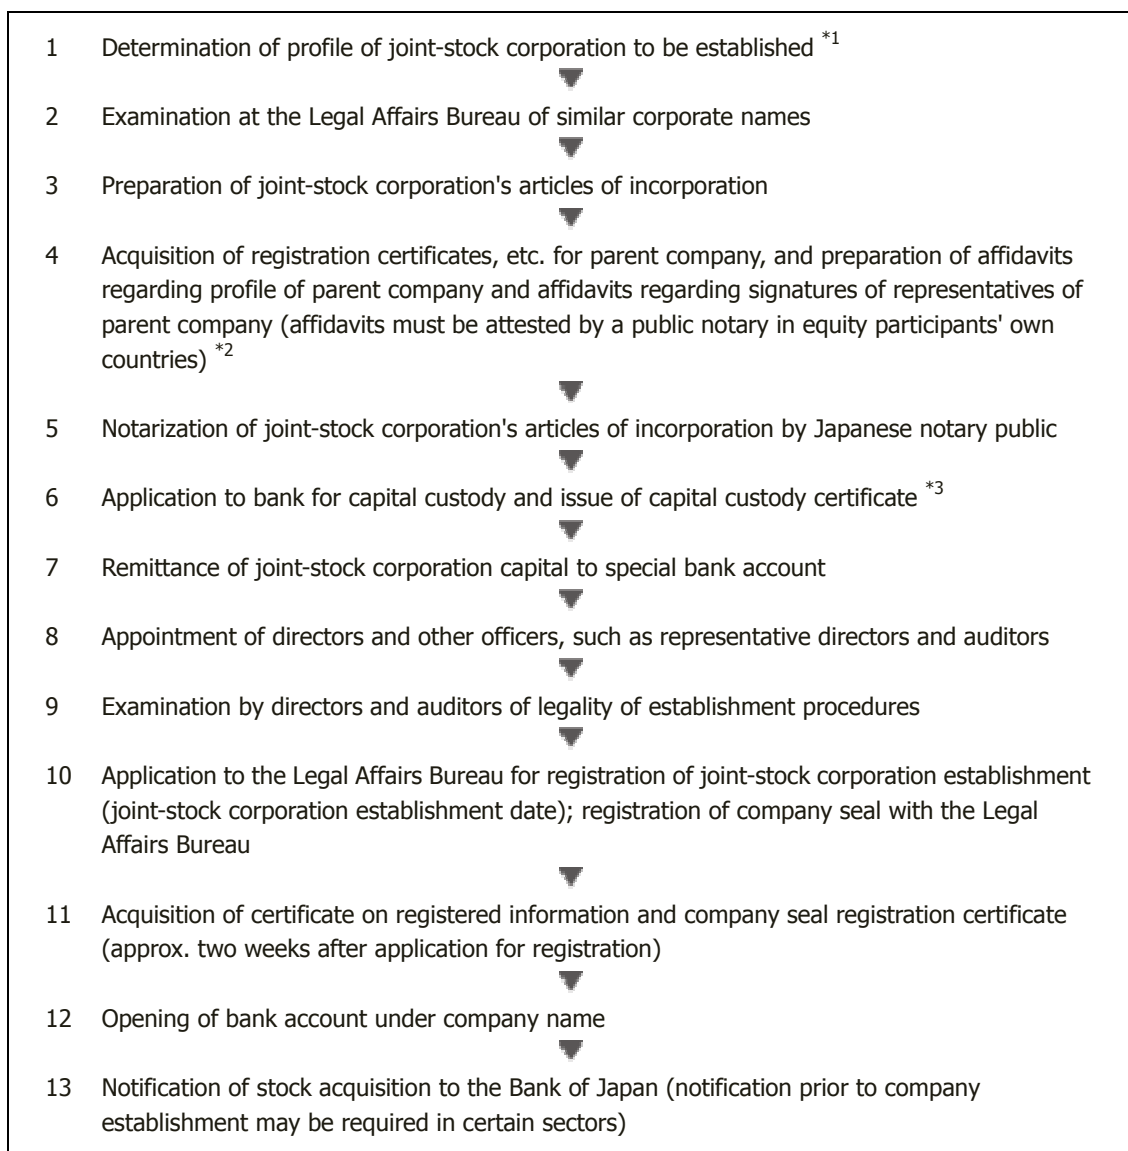 1 Determination of profile of joint-stock corporation to be established *1
2 Examination at the Legal Affairs Bureau of similar corporate names
3 Preparation of joint-stock corporation's articles of incorporation
4 Acquisition of registration certificates, etc. for parent company, and preparation of affidavits
regarding profile of parent company and affidavits regarding signatures of representatives of
parent company (affidavits must be attested by a public notary in equity participants' own
countries) *2
5 Notarization of joint-stock corporation's articles of incorporation by Japanese notary public
6 Application to bank for capital custody and issue of capital custody certificate *3
7 Remittance of joint-stock corporation capital to special bank account
8 Appointment of directors and other officers, such as representative directors and auditors
9 Examination by directors and auditors of legality of establishment procedures
10 Application to the Legal Affairs Bureau for registration of joint-stock corporation establishment
(joint-stock corporation establishment date); registration of company seal with the Legal
Affairs Bureau
11 Acquisition of certificate on registered information and company seal registration certificate
(approx. two weeks after application for registration)
12 Opening of bank account under company name
13 Notification of stock acquisition to the Bank of Japan (notification prior to company
establishment may be required in certain sectors)